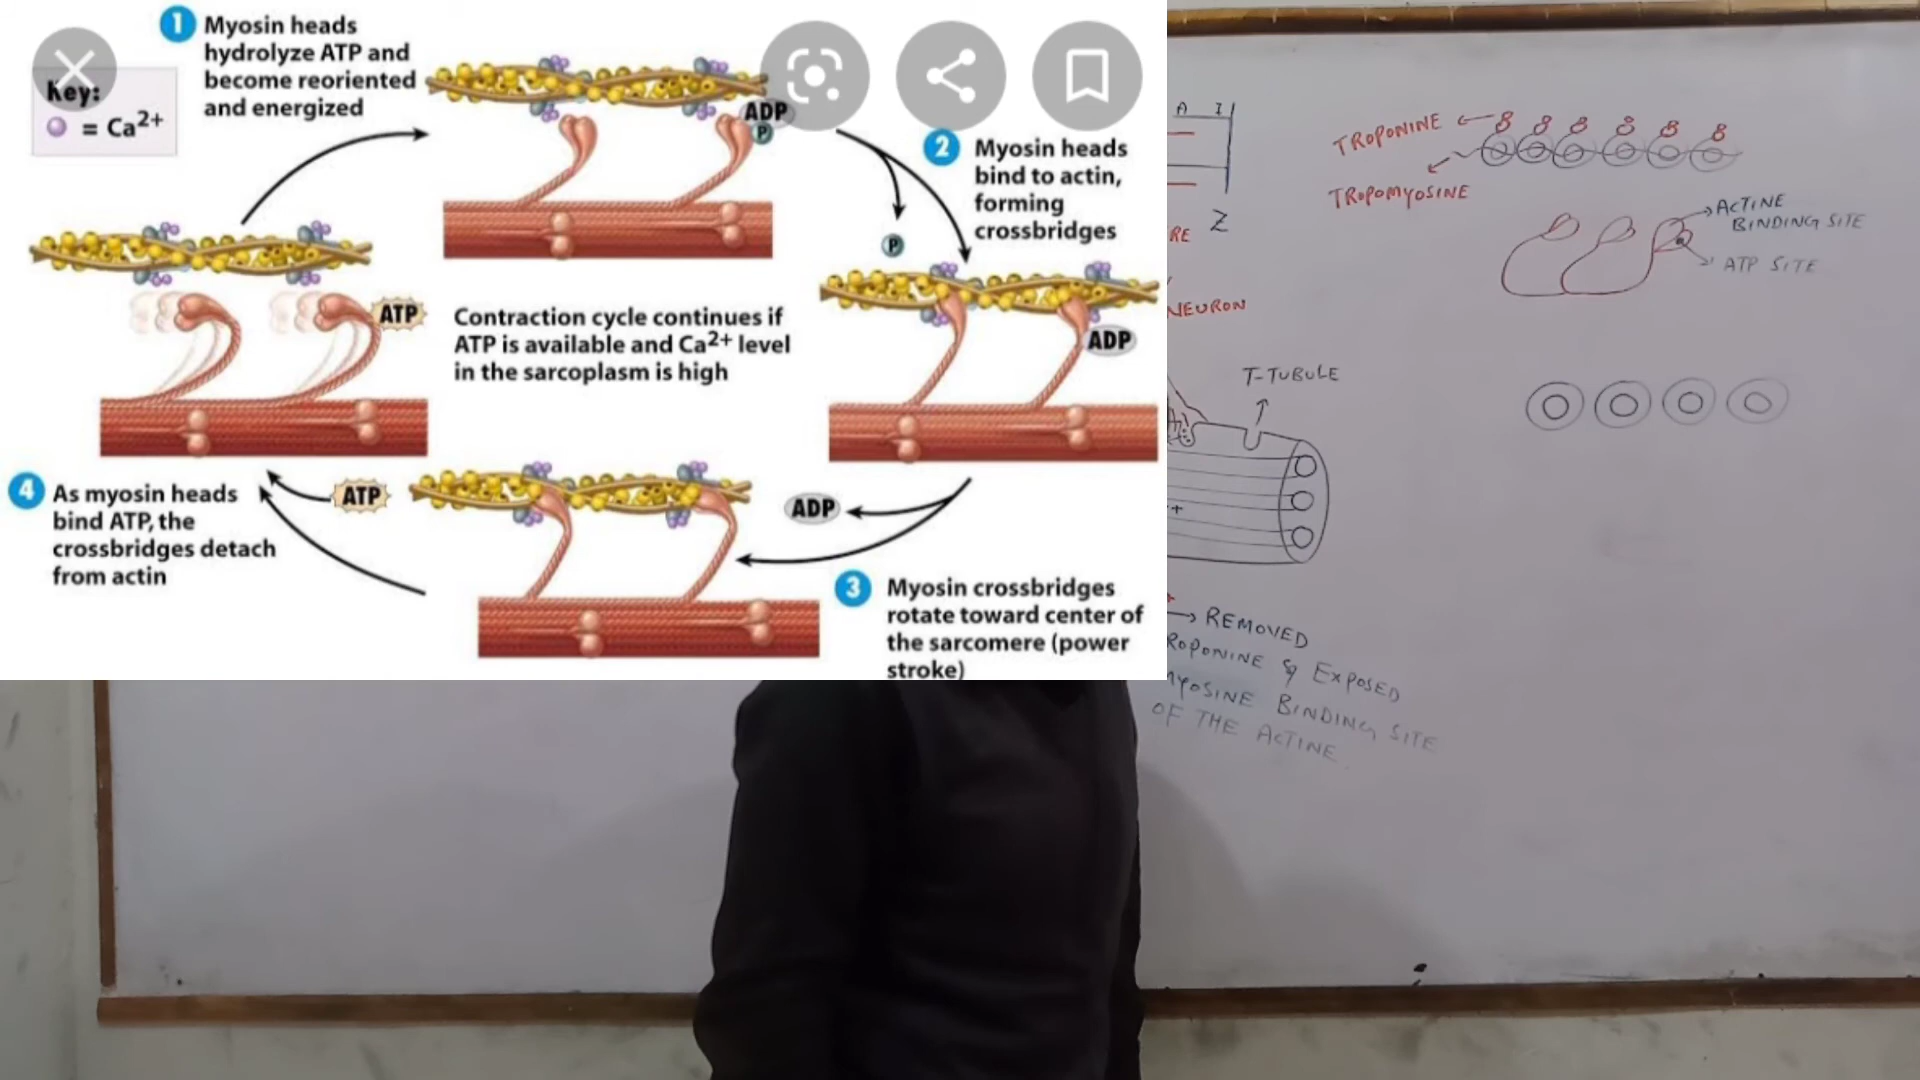 1 Myosin heads
hydrolyze ATP and
become reoriented
and energized
Key:
= Ca2+
ADP
P
2 Myosin heads
bind to actin,
forming
crossbridges
P
ATP
ADP
Contraction cycle continues if
ATP is available and Ca2+ level
in the sarcoplasm is high
4 As myosin heads
bind ATP, the
crossbridges detach
from actin
ATP
ADP
3 Myosin crossbridges
rotate toward center of
the sarcomere (power
stroke)
A I
Z
RE
NEURON
TROPONINE
TROPOMYOSINE
ACTINE
BINDING SITE
ATP SITE
T-TUBULE
+
REMOVED
ROPONINE & EXPOSED
MYOSINE BINDING SITE
OF THE ACTINE